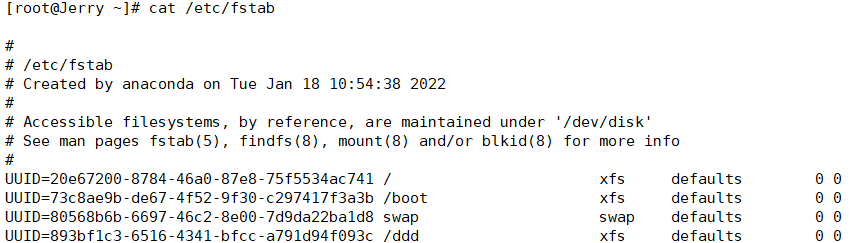 [root@Jerry ~]# cat /etc/fstab
#
# /etc/fstab
# Created by anaconda on Tue Jan 18 10:54:38 2022
#
# Accessible filesystems, by reference, are maintained under '/dev/disk'
# See man pages fstab(5), findfs(8), mount(8) and/or blkid(8) for more info
#
UUID=20e67200-8784-46a0-87e8-75f5534ac741 / xfs defaults 0 0
UUID=73c8ae9b-de67-4f52-9f30-c297417f3a3b /boot xfs defaults 0 0
UUID=80568b6b-6697-46c2-8e00-7d9da22ba1d8 swap swap defaults 0 0
UUID=893bf1c3-6516-4341-bfcc-a791d94f093c /ddd xfs defaults 0 0